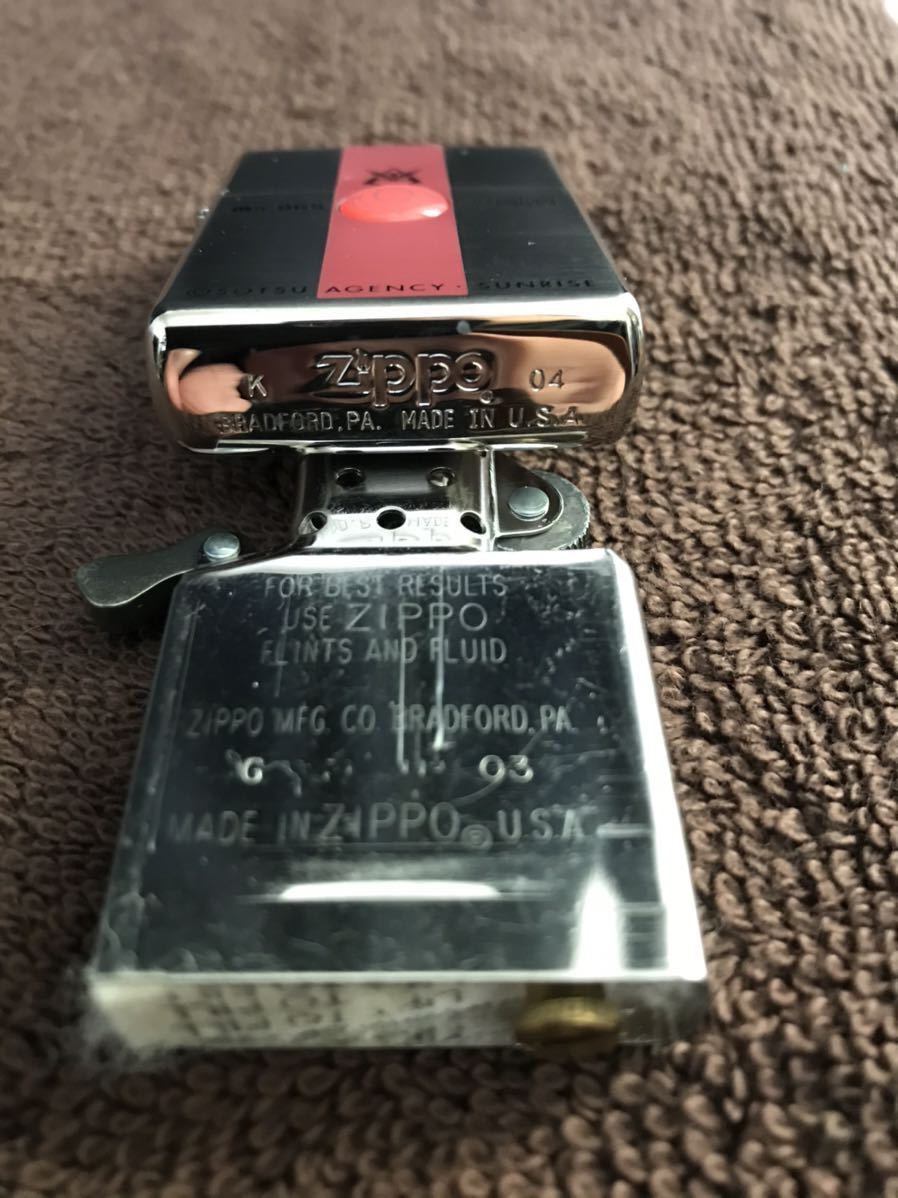 ©SOTSU AGENCY · SUNRISE
K Zippo® 04
BRADFORD, PA. MADE IN U.S.A
FOR BEST RESULTS
USE ZIPPO
FLINTS AND FLUID
ZIPPO MFG. CO. BRADFORD, PA.
G 03
MADE IN ZIPPO® U.S.A.